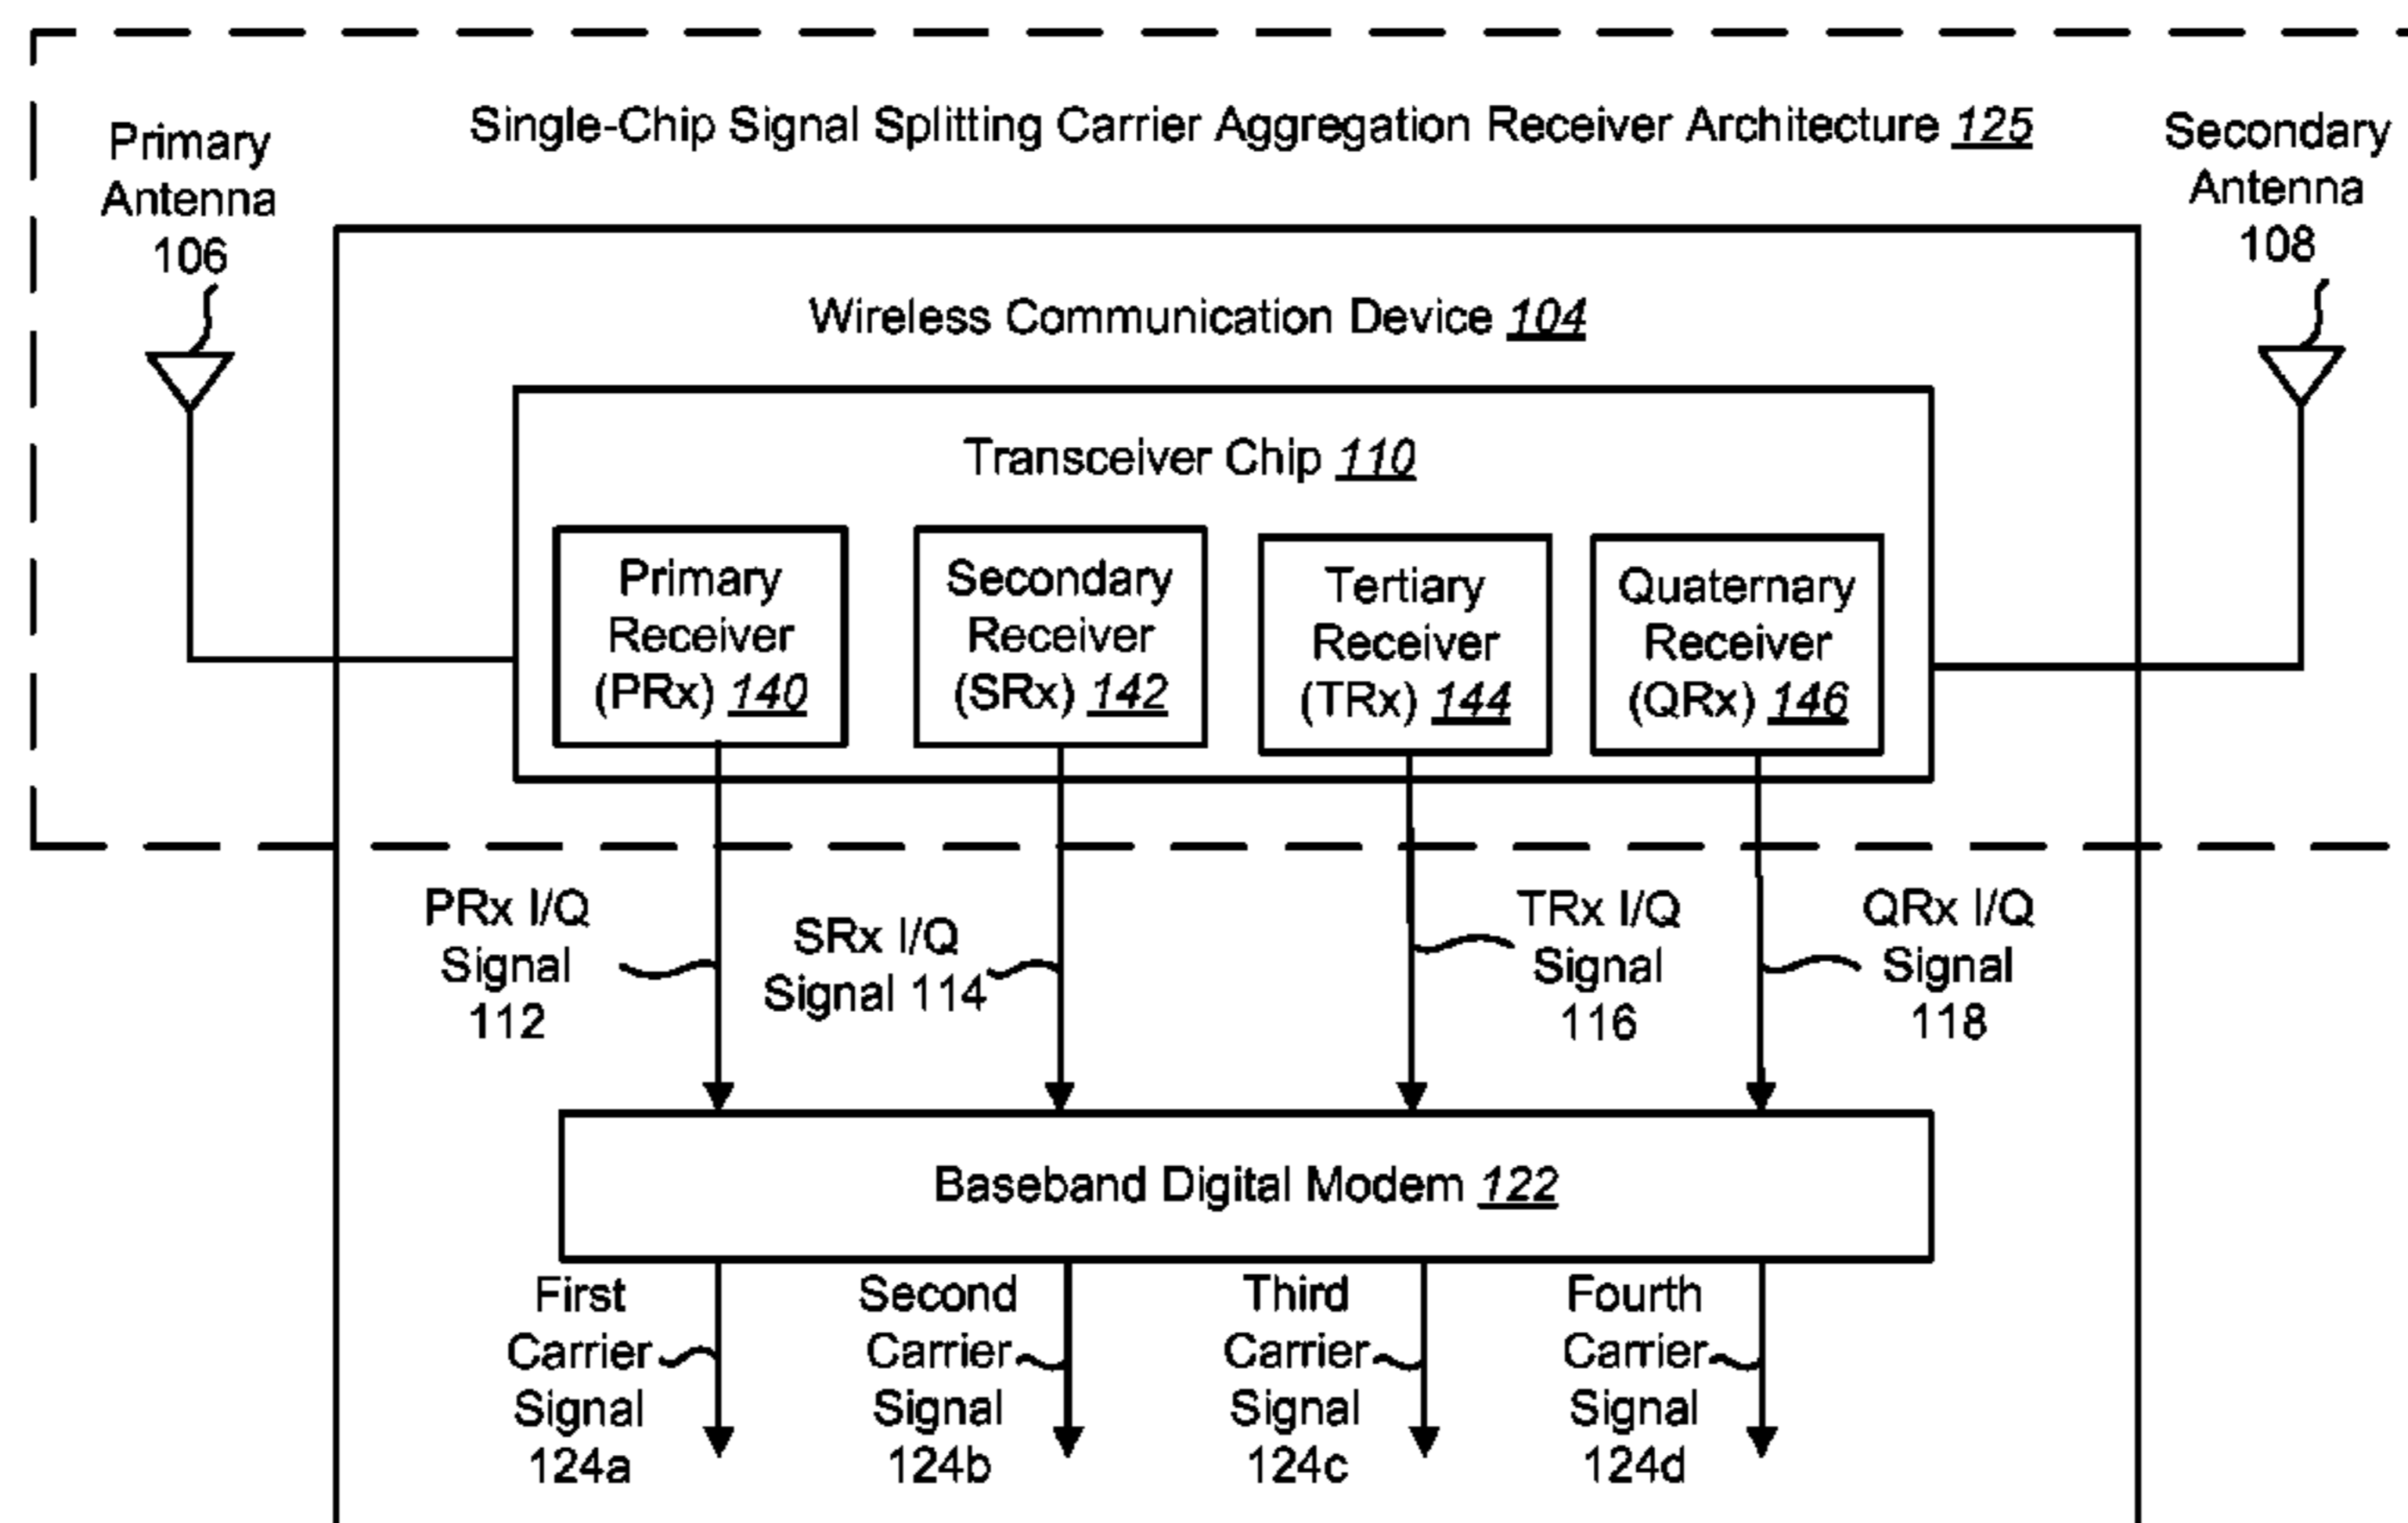 Single-Chip Signal Splitting Carrier Aggregation Receiver Architecture 125
Primary
Antenna
106
Secondary
Antenna
108
Wireless Communication Device 104
Transceiver Chip 110
Primary
Receiver
(PRx) 140
Secondary
Receiver
(SRx) 142
Tertiary
Receiver
(TRx) 144
Quaternary
Receiver
(QRx) 146
PRx I/Q
Signal
112
SRx I/Q
Signal 114
TRx I/Q
Signal
116
QRx I/Q
Signal
118
Baseband Digital Modem 122
First
Carrier
Signal
124a
Second
Carrier
Signal
124b
Third
Carrier
Signal
124c
Fourth
Carrier
Signal
124d